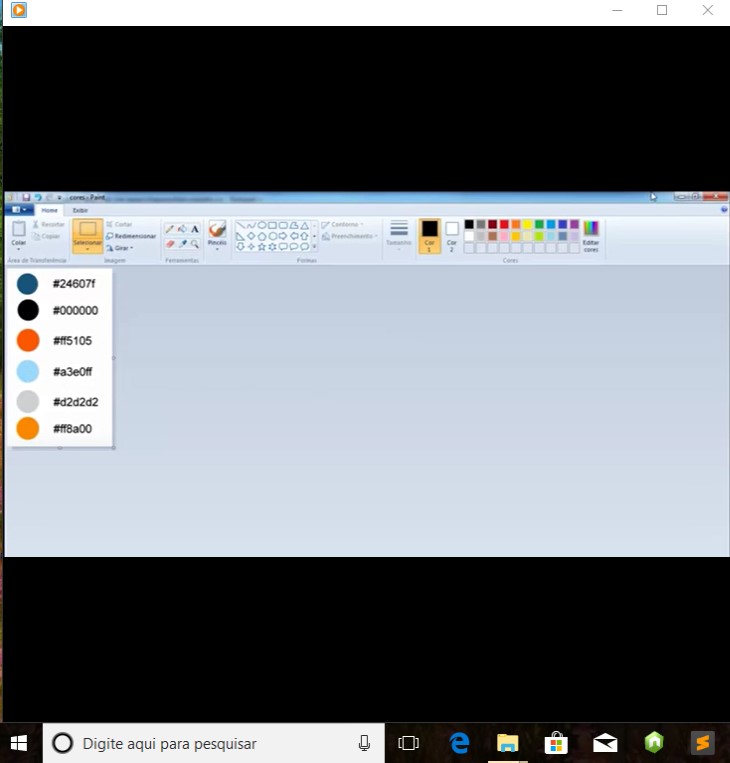 cores - Paint
Home Exibir
Colar
Recortar
Copiar
Área de Transferência
Selecionar
Cortar
Redimensionar
Girar
Imagem
Ferramentas
Pincéis
Formas
Contorno
Preenchimento
Tamanho
Cor 1
Cor 2
Cores
Editar cores
#24607f
#000000
#ff5105
#a3e0ff
#d2d2d2
#ff8a00
Digite aqui para pesquisar